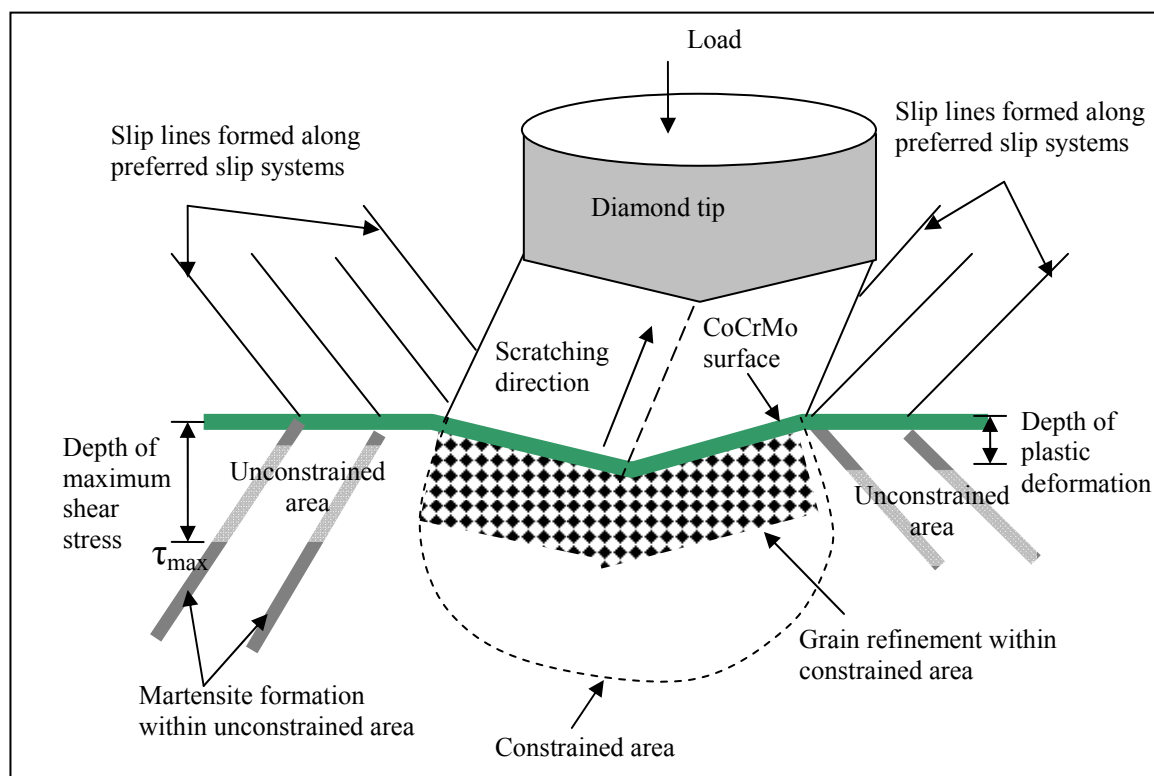 Load
Slip lines formed along
preferred slip systems
Slip lines formed along
preferred slip systems
Diamond tip
CoCrMo
surface
Scratching
direction
Depth of
maximum
shear
stress
Unconstrained
area
Depth of
plastic
deformation
Unconstrained
area
τmax
Grain refinement within
constrained area
Martensite formation
within unconstrained area
Constrained area